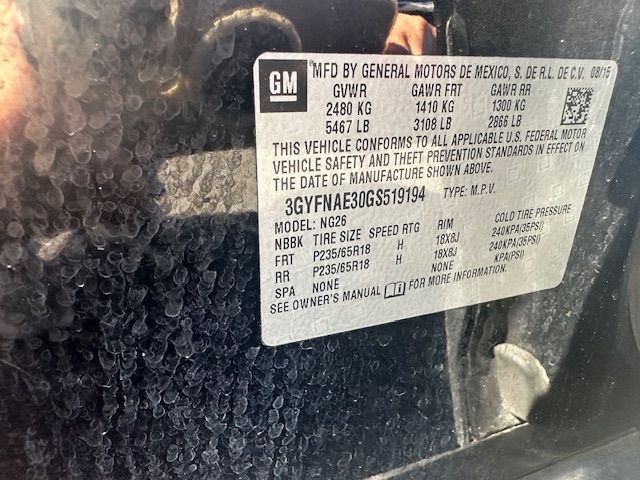 GM
®MFD BY GENERAL MOTORS DE MEXICO, S. DE R.L. DE C.V. 08/15
GVWR GAWR FRT GAWR RR
2480 KG 1410 KG 1300 KG
5467 LB 3108 LB 2866 LB
THIS VEHICLE CONFORMS TO ALL APPLICABLE U.S. FEDERAL MOTOR
VEHICLE SAFETY AND THEFT PREVENTION STANDARDS IN EFFECT ON
THE DATE OF MANUFACTURE SHOWN ABOVE.
3GYFNAE30GS519194 TYPE: M.P.V.
MODEL: NG26
NBBK TIRE SIZE SPEED RTG RIM COLD TIRE PRESSURE
FRT P235/65R18 H 18X8J 240KPA(35PSI)
RR P235/65R18 H 18X8J 240KPA(35PSI)
SPA NONE NONE KPA(PSI)
SEE OWNER'S MANUAL FOR MORE INFORMATION.